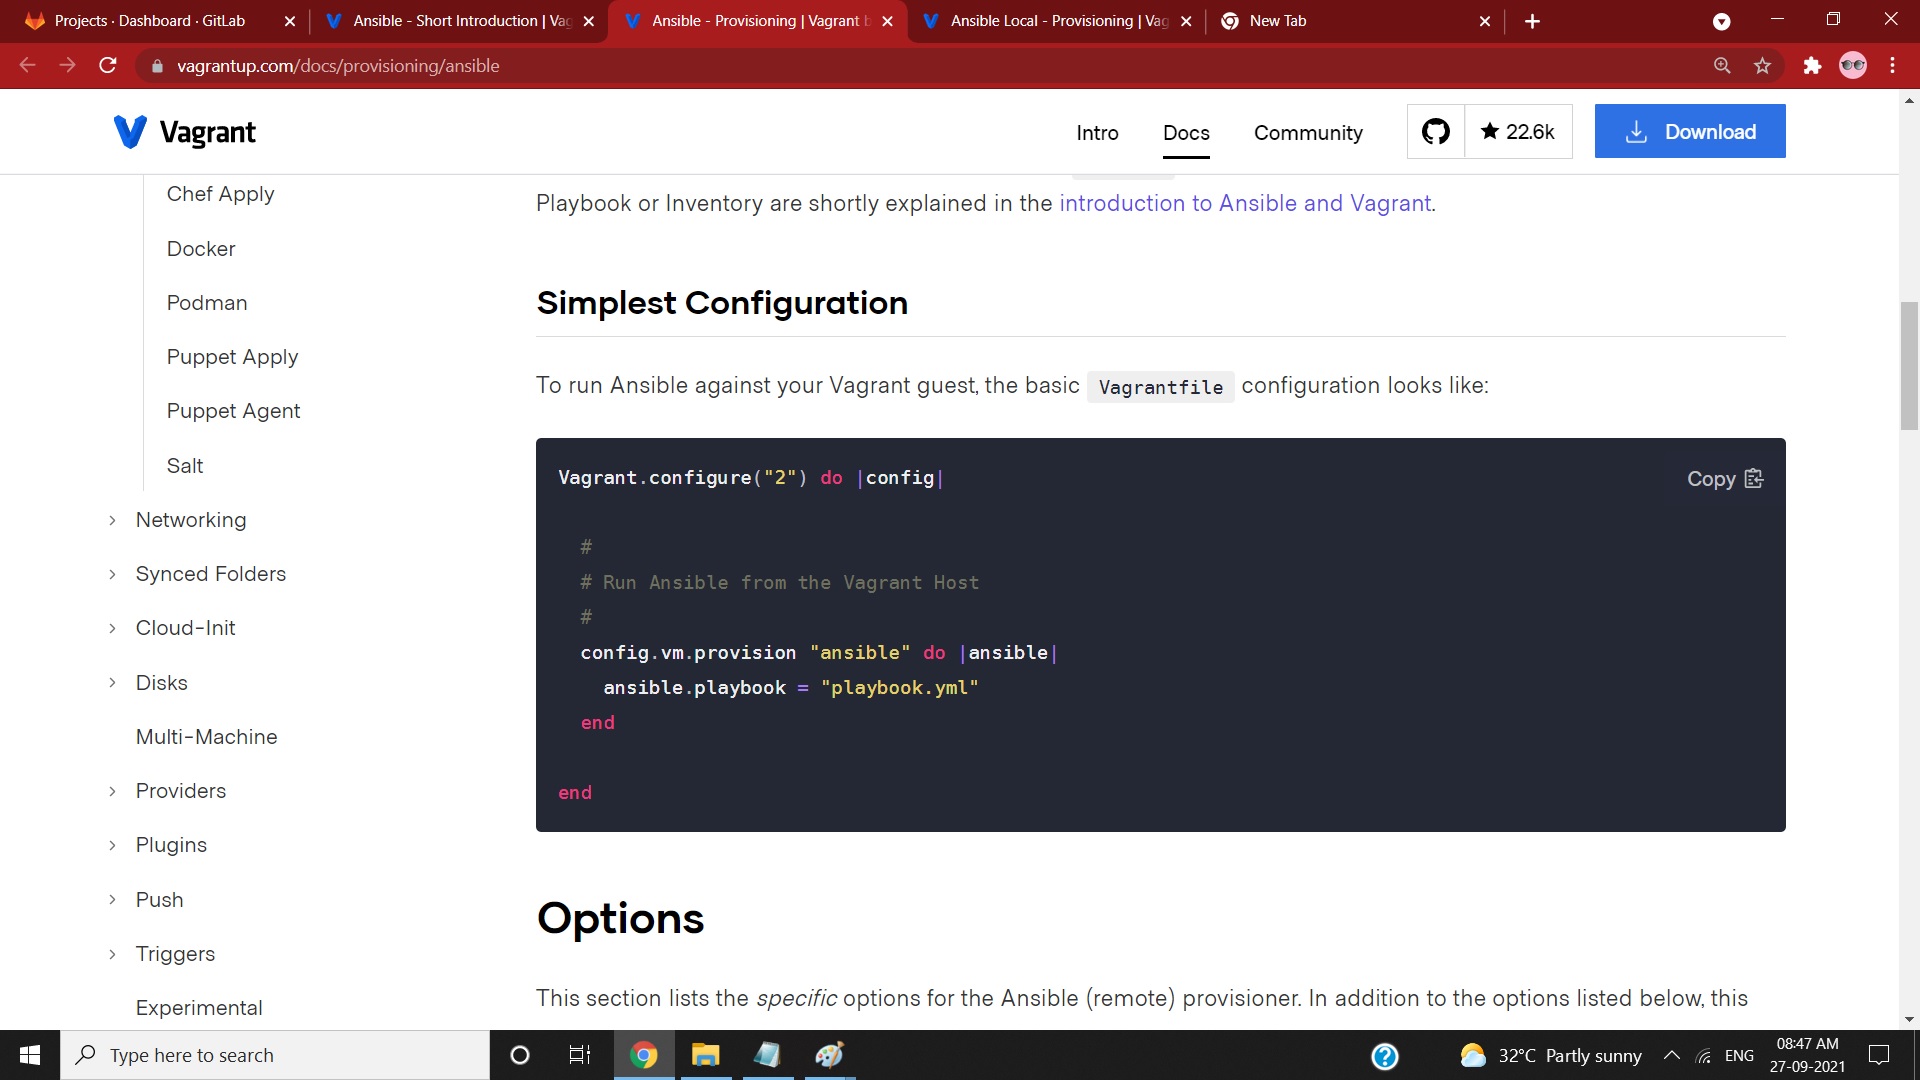 Projects · Dashboard · GitLab
Ansible - Short Introduction | Vag
Ansible - Provisioning | Vagrant b
Ansible Local - Provisioning | Vag
New Tab
vagrantup.com/docs/provisioning/ansible
Vagrant
Intro
Docs
Community
22.6k
Download
Chef Apply
Docker
Podman
Puppet Apply
Puppet Agent
Salt
Networking
Synced Folders
Cloud-Init
Disks
Multi-Machine
Providers
Plugins
Push
Triggers
Experimental
Playbook or Inventory are shortly explained in the introduction to Ansible and Vagrant.
Simplest Configuration
To run Ansible against your Vagrant guest, the basic Vagrantfile configuration looks like:
Copy
Vagrant.configure("2") do |config|
#
# Run Ansible from the Vagrant Host
#
config.vm.provision "ansible" do |ansible|
ansible.playbook = "playbook.yml"
end
end
Options
This section lists the specific options for the Ansible (remote) provisioner. In addition to the options listed below, this
Type here to search
32°C Partly sunny
ENG
08:47 AM
27-09-2021